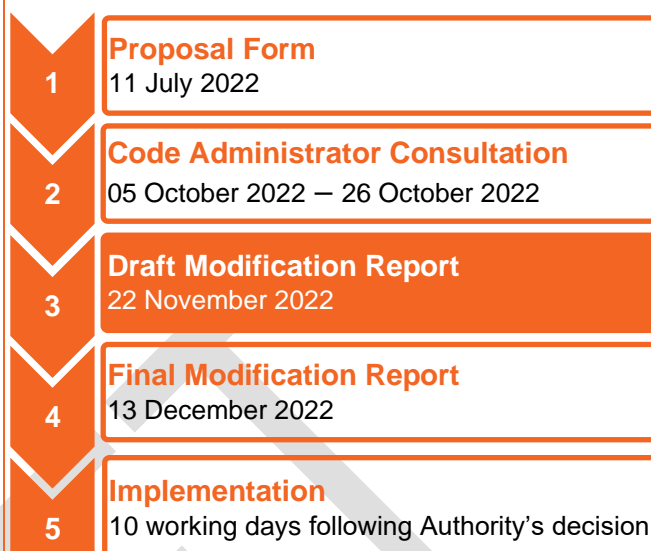 1
Proposal Form
11 July 2022
2
Code Administrator Consultation
05 October 2022 – 26 October 2022
3
Draft Modification Report
22 November 2022
4
Final Modification Report
13 December 2022
5
Implementation
10 working days following Authority's decision